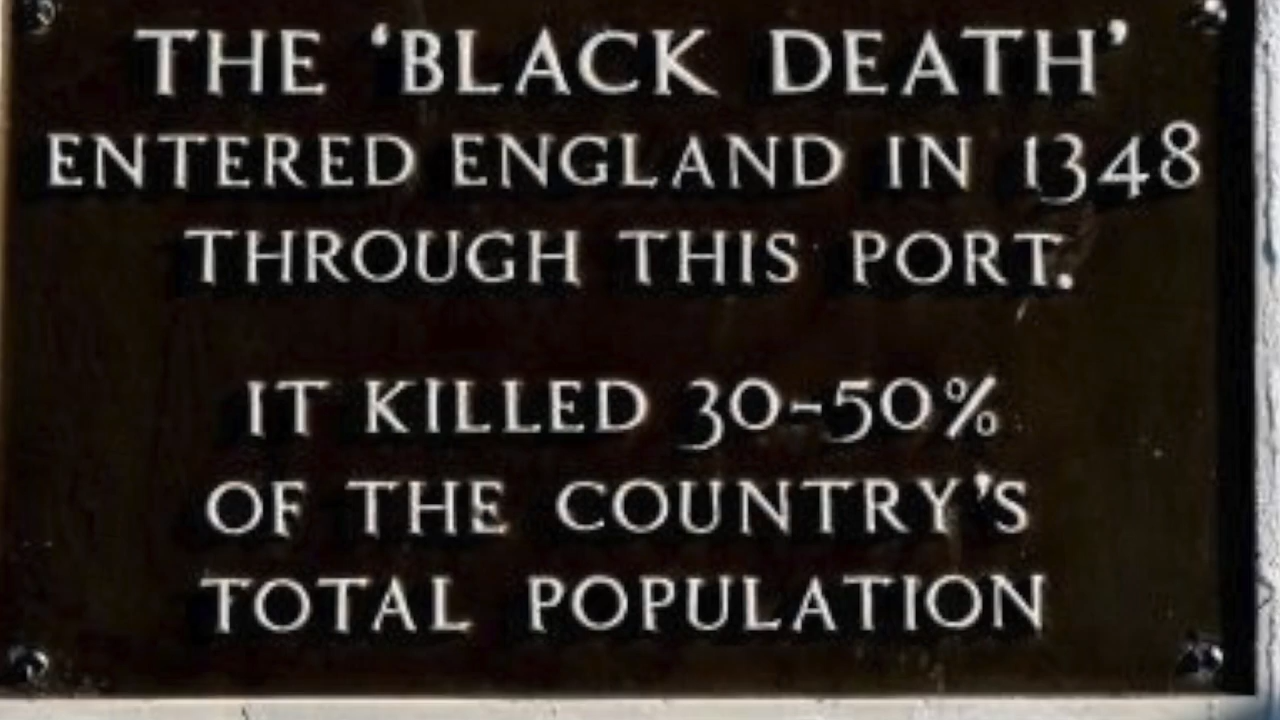 THE ‘BLACK DEATH’
ENTERED ENGLAND IN 1348
THROUGH THIS PORT.
IT KILLED 30-50%
OF THE COUNTRY’S
TOTAL POPULATION